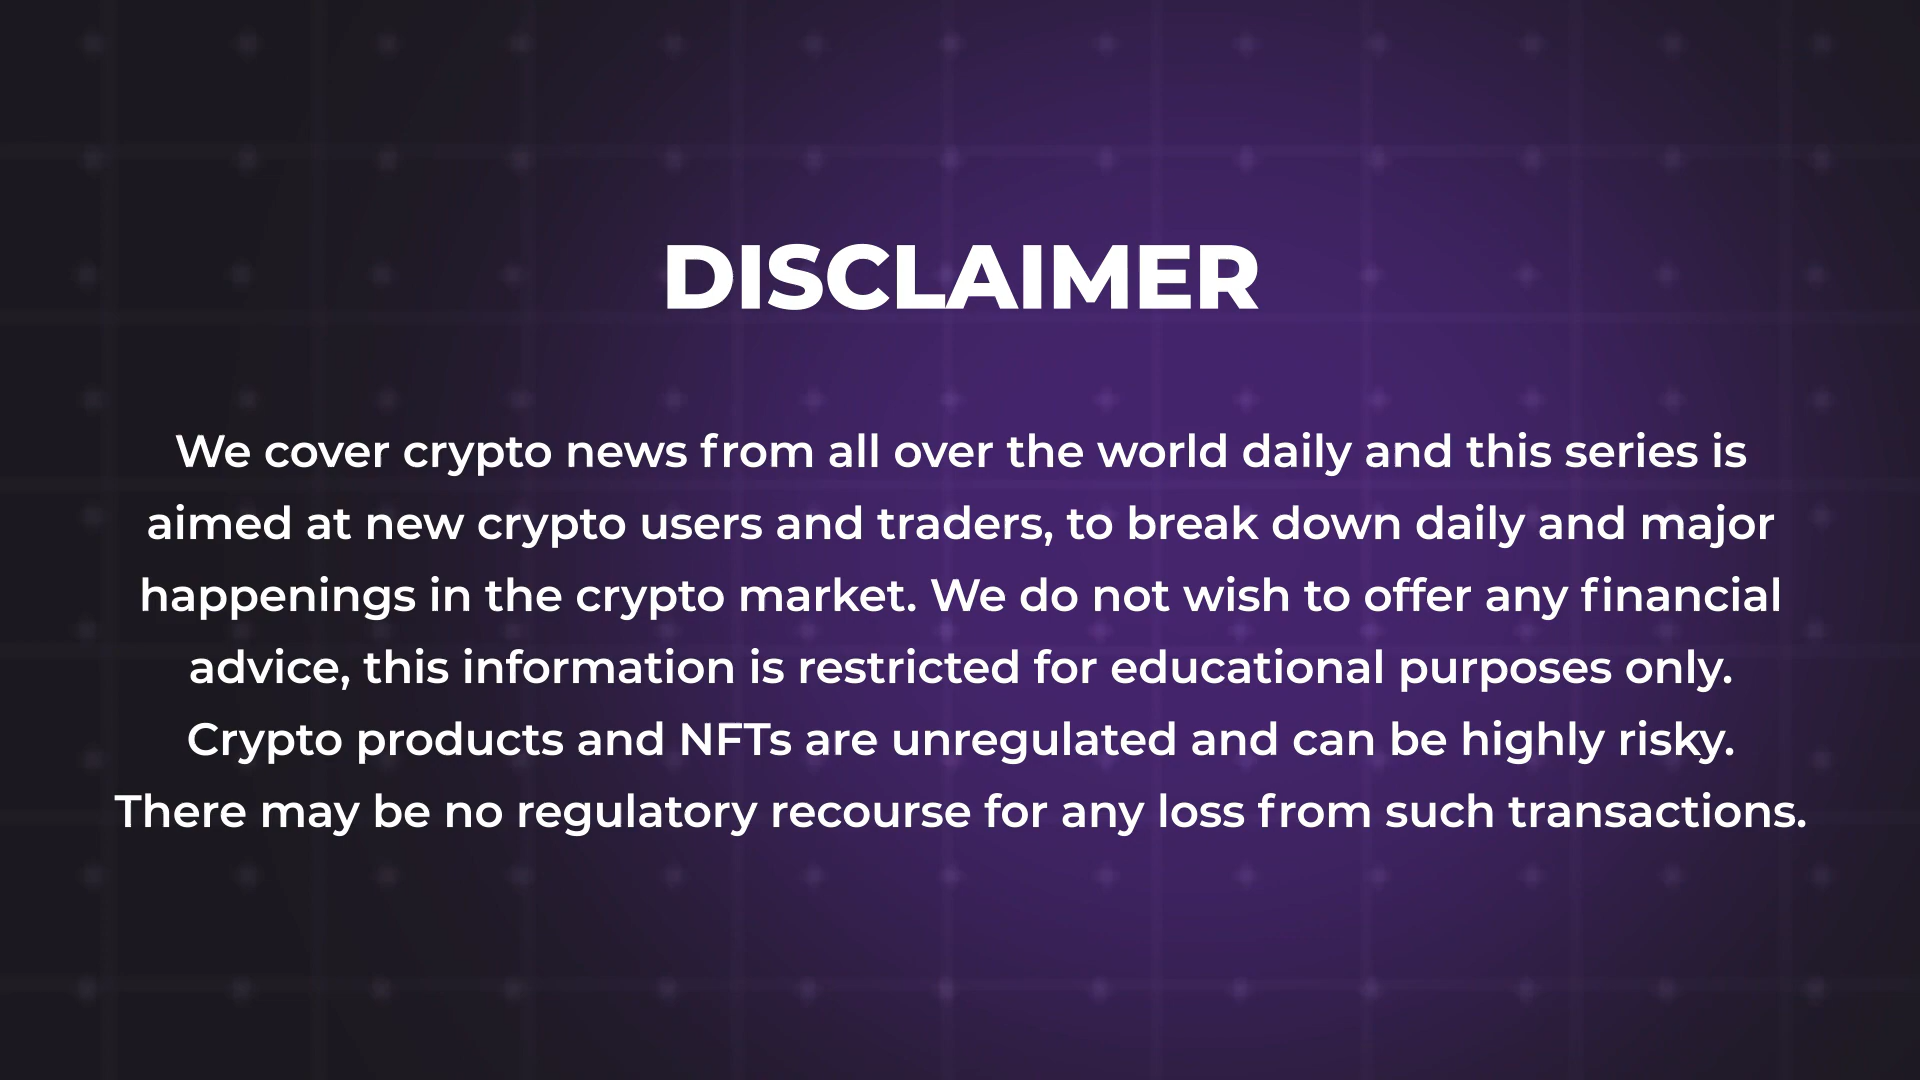 DISCLAIMER
We cover crypto news from all over the world daily and this series is
aimed at new crypto users and traders, to break down daily and major
happenings in the crypto market. We do not wish to offer any financial
advice, this information is restricted for educational purposes only.
Crypto products and NFTs are unregulated and can be highly risky.
There may be no regulatory recourse for any loss from such transactions.